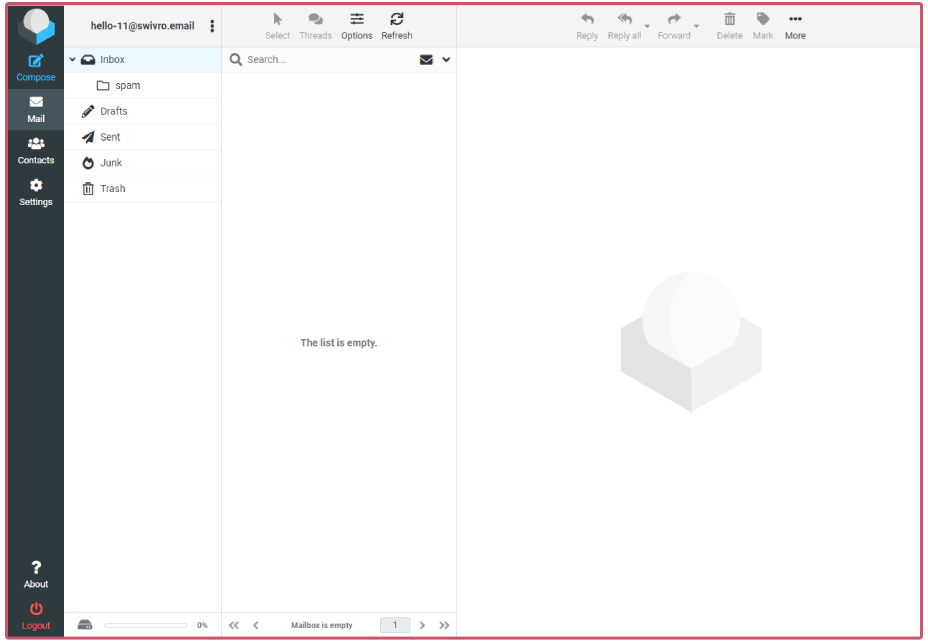 hello-11@swivro.email
Select Threads Options Refresh
Reply Reply all Forward Delete Mark More
Compose
Mail
Contacts
Settings
Inbox
spam
Drafts
Sent
Junk
Trash
Search...
The list is empty.
?
About
Logout
0%
Mailbox is empty
1